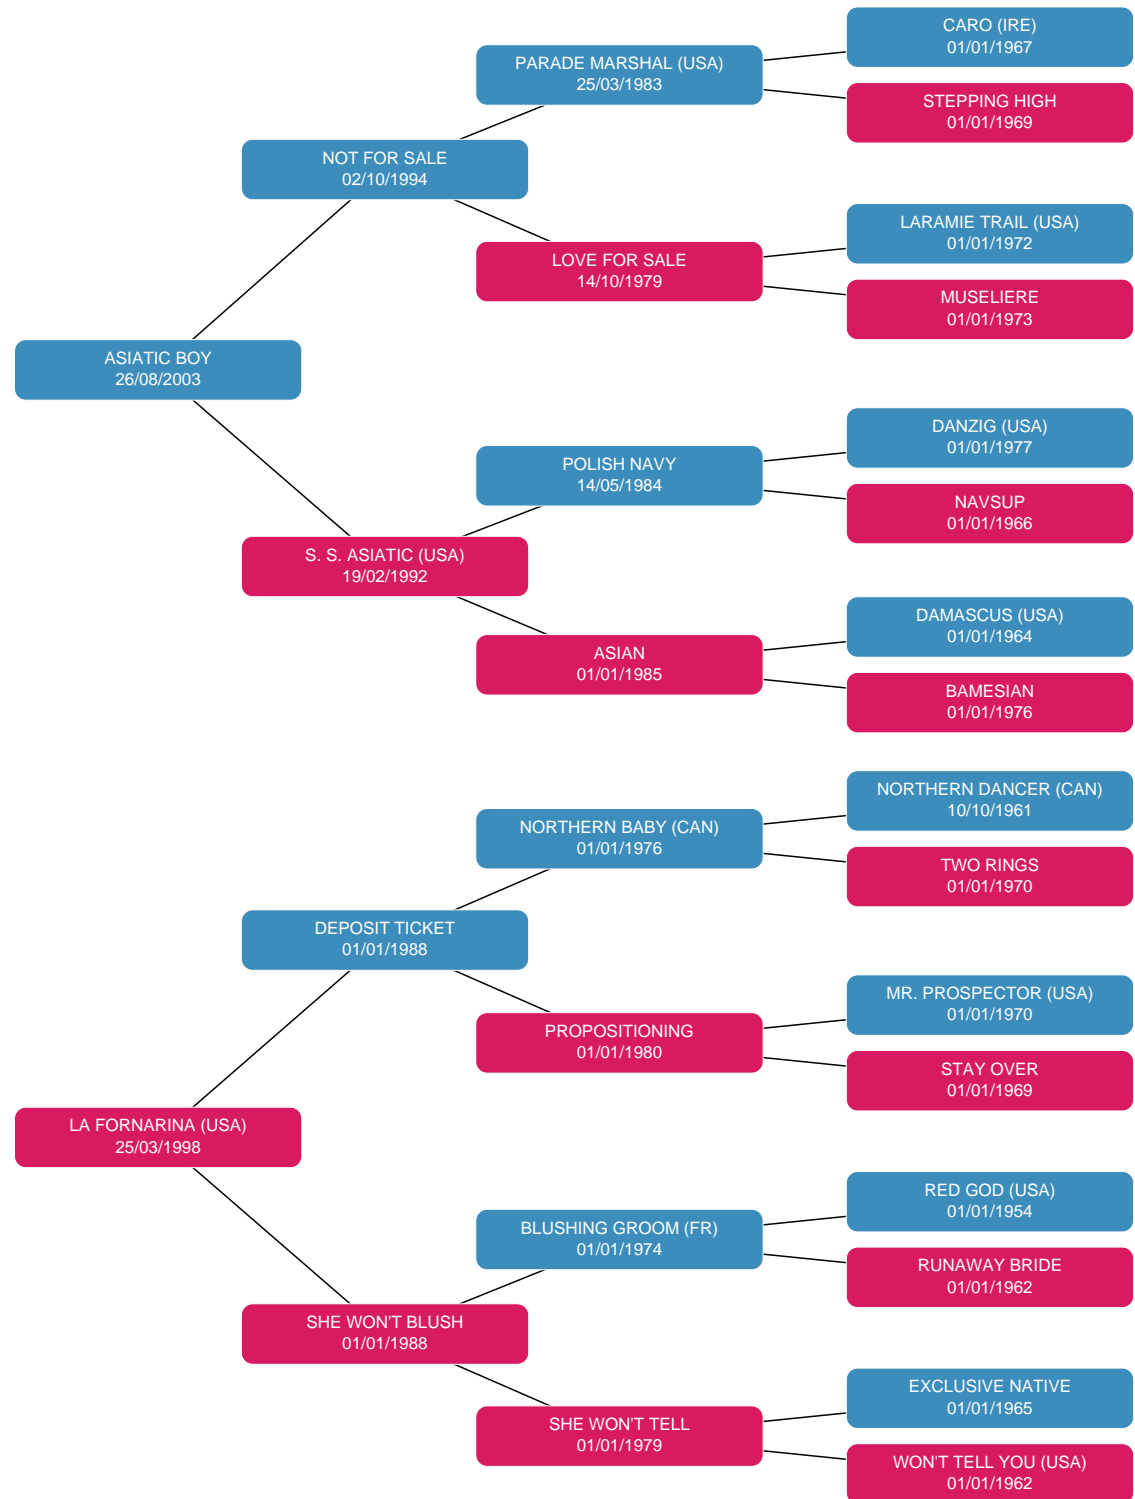 CARO (IRE)
01/01/1967
PARADE MARSHAL (USA)
25/03/1983
STEPPING HIGH
01/01/1969
NOT FOR SALE
02/10/1994
LARAMIE TRAIL (USA)
01/01/1972
LOVE FOR SALE
14/10/1979
MUSELIERE
01/01/1973
ASIATIC BOY
26/08/2003
DANZIG (USA)
01/01/1977
POLISH NAVY
14/05/1984
NAVSUP
01/01/1966
S. S. ASIATIC (USA)
19/02/1992
DAMASCUS (USA)
01/01/1964
ASIAN
01/01/1985
BAMESIAN
01/01/1976
NORTHERN DANCER (CAN)
10/10/1961
NORTHERN BABY (CAN)
01/01/1976
TWO RINGS
01/01/1970
DEPOSIT TICKET
01/01/1988
MR. PROSPECTOR (USA)
01/01/1970
PROPOSITIONING
01/01/1980
STAY OVER
01/01/1969
LA FORNARINA (USA)
25/03/1998
RED GOD (USA)
01/01/1954
BLUSHING GROOM (FR)
01/01/1974
RUNAWAY BRIDE
01/01/1962
SHE WON'T BLUSH
01/01/1988
EXCLUSIVE NATIVE
01/01/1965
SHE WON'T TELL
01/01/1979
WON'T TELL YOU (USA)
01/01/1962